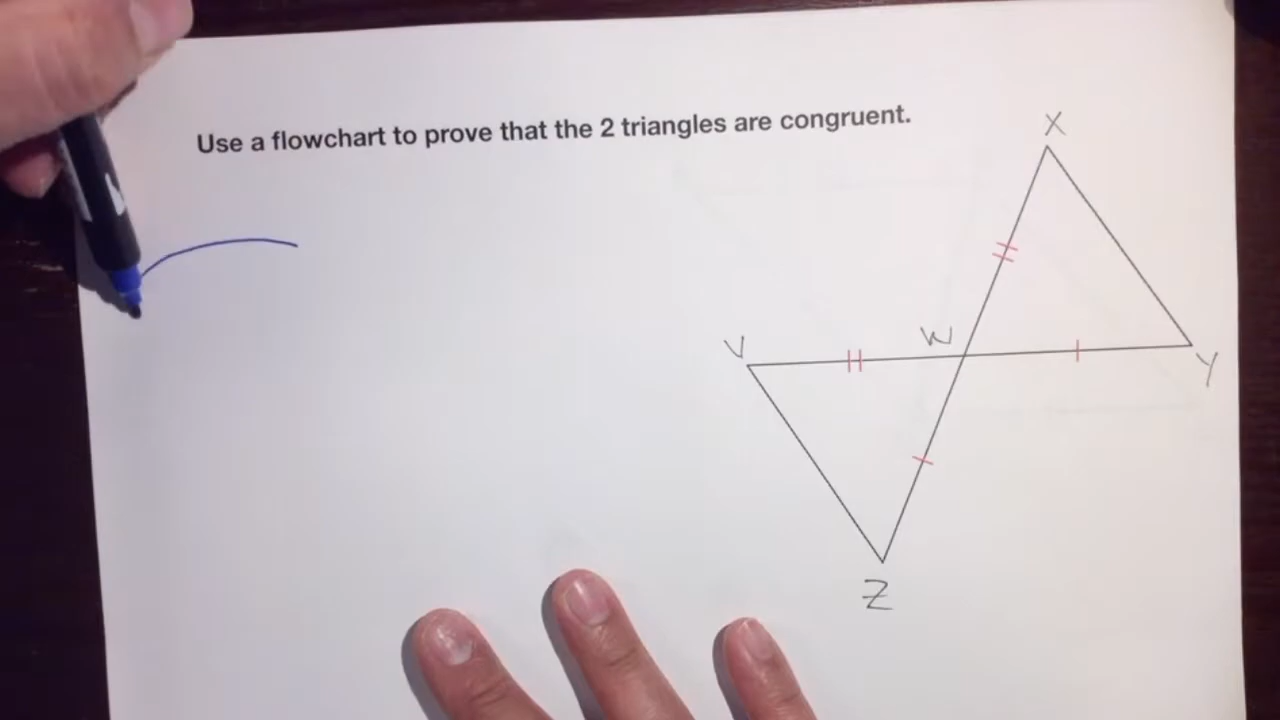 Use a flowchart to prove that the 2 triangles are congruent.
X
W
V
Y
Z